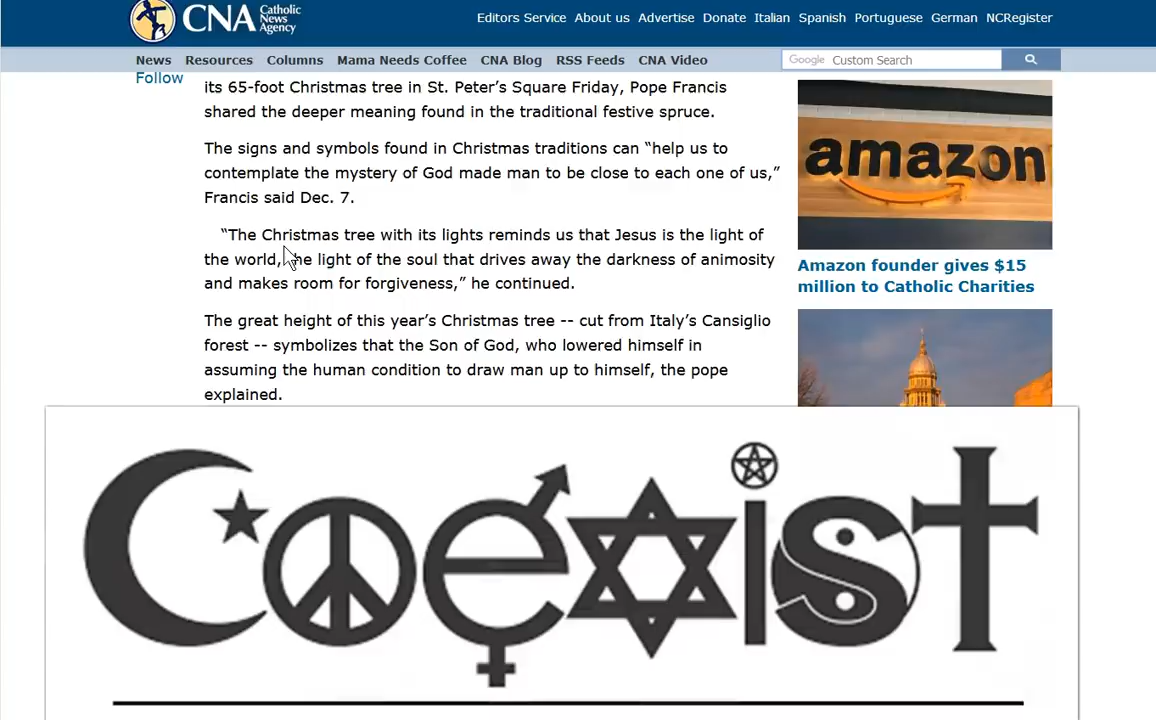 CNA Catholic News Agency
Editors Service About us Advertise Donate Italian Spanish Portuguese German NCRegister
News Resources Columns Mama Needs Coffee CNA Blog RSS Feeds CNA Video
Google Custom Search
Follow
its 65-foot Christmas tree in St. Peter’s Square Friday, Pope Francis
shared the deeper meaning found in the traditional festive spruce.
The signs and symbols found in Christmas traditions can “help us to
contemplate the mystery of God made man to be close to each one of us,”
Francis said Dec. 7.
“The Christmas tree with its lights reminds us that Jesus is the light of
the world, the light of the soul that drives away the darkness of animosity
and makes room for forgiveness,” he continued.
The great height of this year’s Christmas tree -- cut from Italy’s Cansiglio
forest -- symbolizes that the Son of God, who lowered himself in
assuming the human condition to draw man up to himself, the pope
explained.
amazon
Amazon founder gives $15
million to Catholic Charities
Coexist